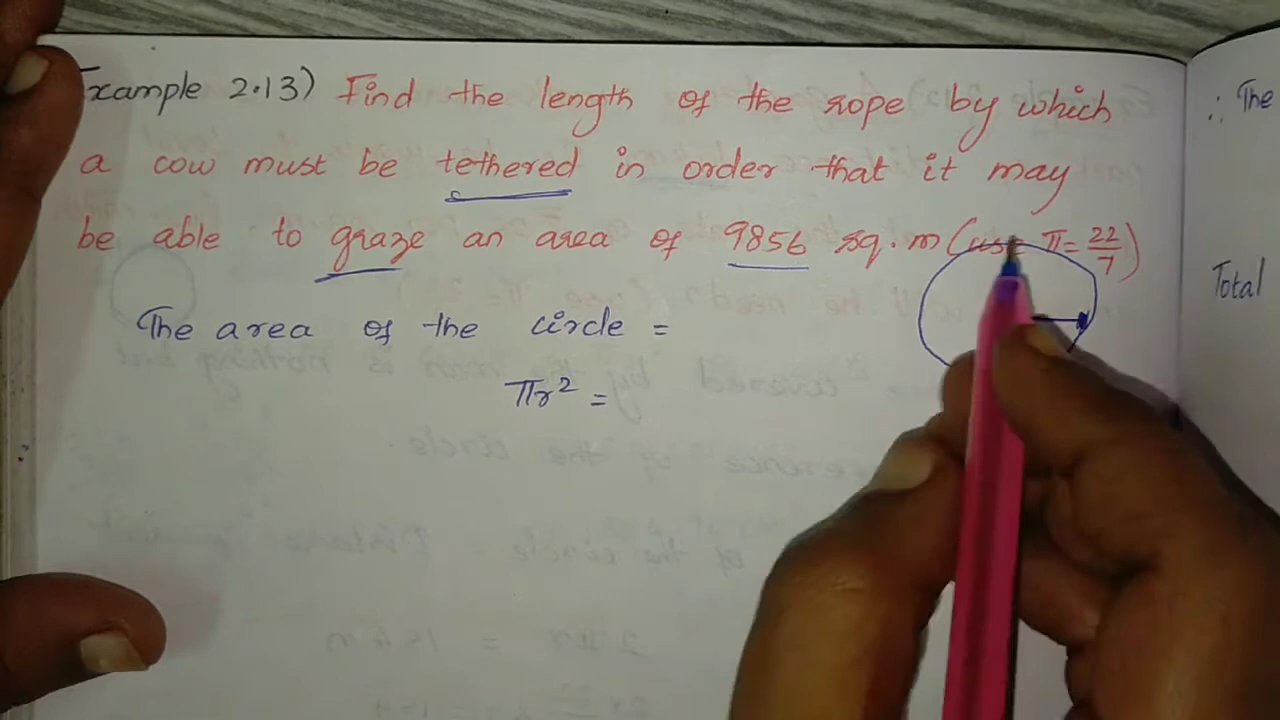 Example 2.13) Find the length of the rope by which
a cow must be tethered in order that it may
be able to graze an area of 9856 sq.m (use π = 22/7)
The area of the circle =
πr² =
∴ The
Total